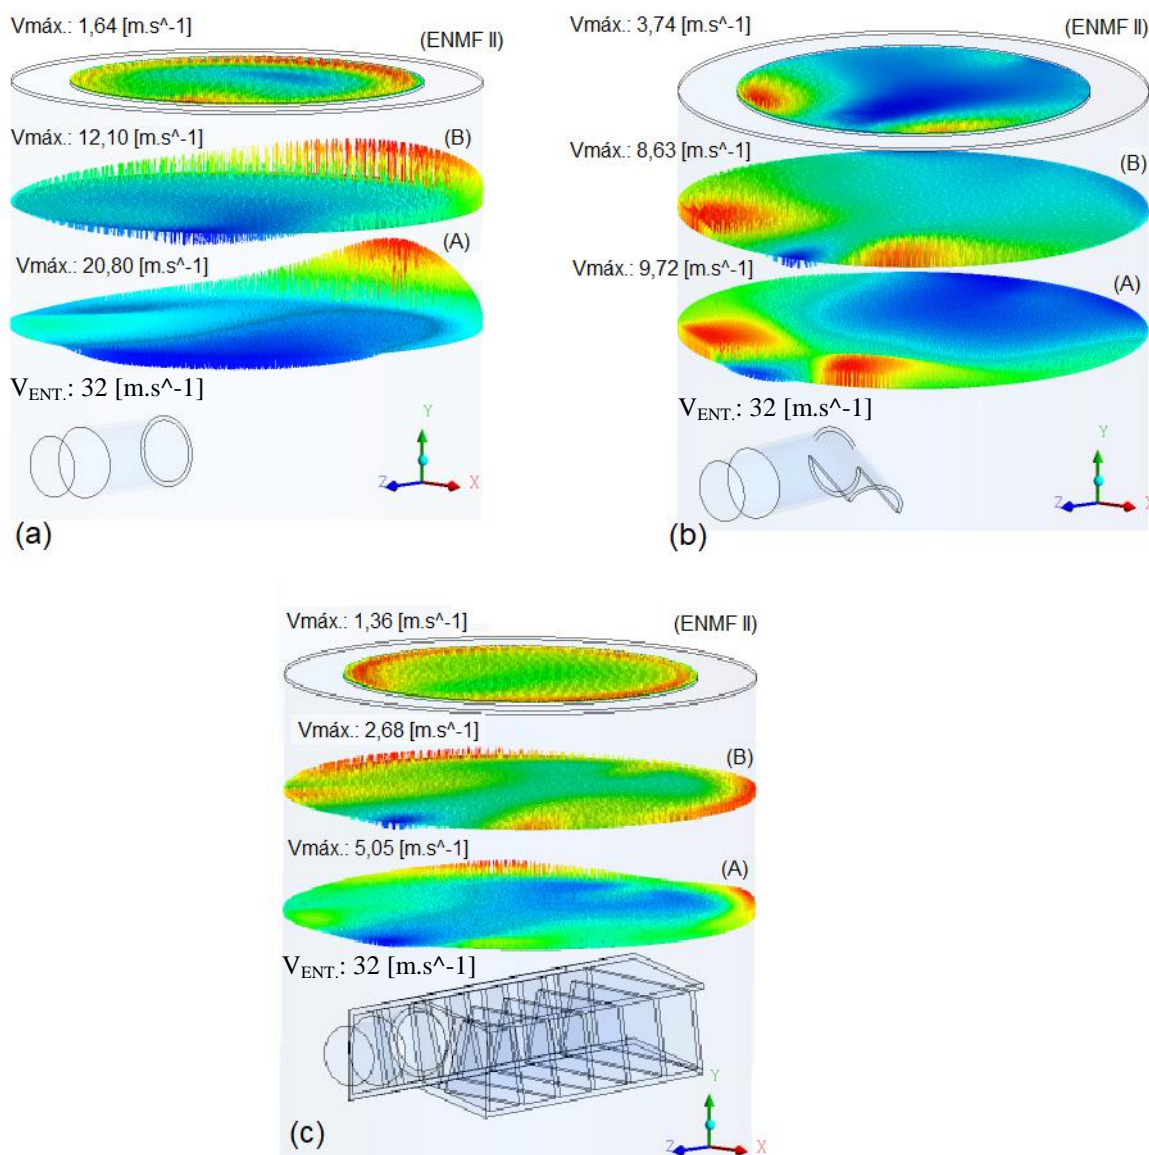 Vmáx.: 1,64 [m.s^-1]
(ENMF II)
Vmáx.: 12,10 [m.s^-1]
(B)
(A)
Vmáx.: 20,80 [m.s^-1]
VENT.: 32 [m.s^-1]
Y
Z
X
(a)
Vmáx.: 3,74 [m.s^-1]
(ENMF II)
Vmáx.: 8,63 [m.s^-1]
(B)
Vmáx.: 9,72 [m.s^-1]
(A)
VENT.: 32 [m.s^-1]
Y
Z
X
(b)
Vmáx.: 1,36 [m.s^-1]
(ENMF II)
Vmáx.: 2,68 [m.s^-1]
(B)
Vmáx.: 5,05 [m.s^-1]
(A)
VENT.: 32 [m.s^-1]
Y
Z
X
(c)